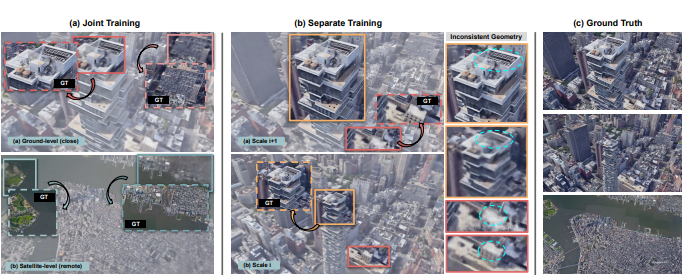 (a) Joint Training
(b) Separate Training
(c) Ground Truth
Inconsistent Geometry
GT
GT
GT
(a) Ground-level (close)
(a) Scale i+1
GT
GT
GT
(b) Satellite-level (remote)
(b) Scale i